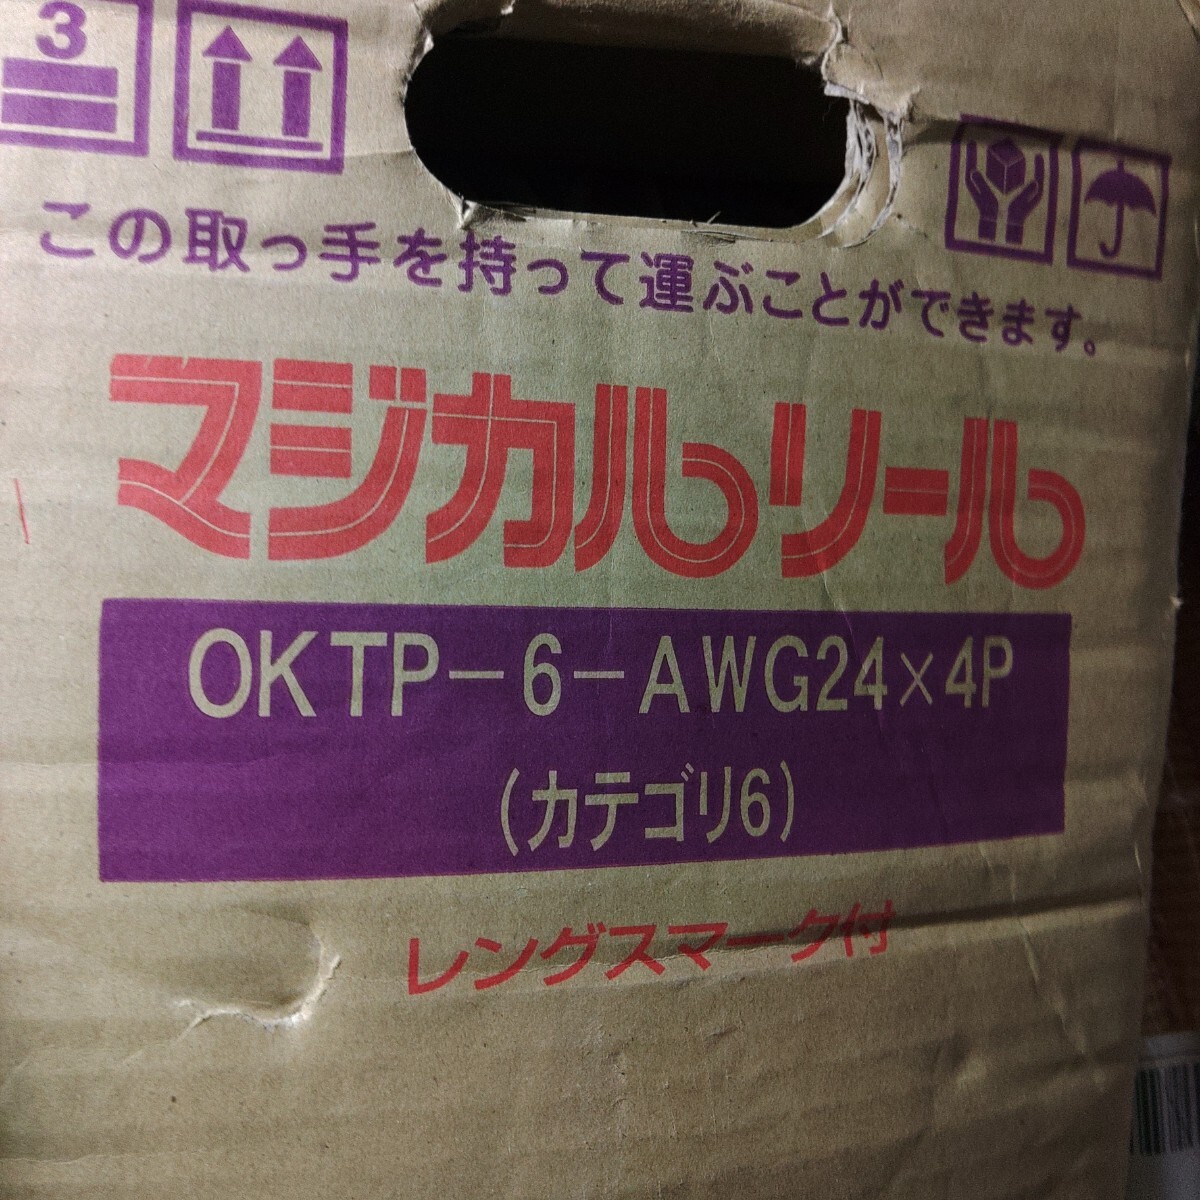 3
この取っ手を持って運ぶことができます。
マジカルリール
OKTP-6-AWG24×4P
(カテゴリ6)
レングスマーク付